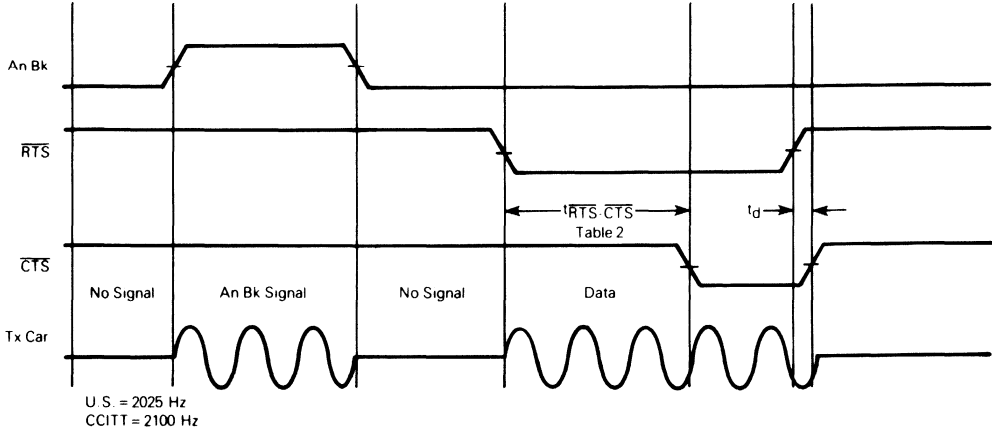 An Bk
RTS
tRTS-CTS
td
Table 2
CTS
No Signal
An Bk Signal
No Signal
Data
Tx Car
U.S. = 2025 Hz
CCITT = 2100 Hz